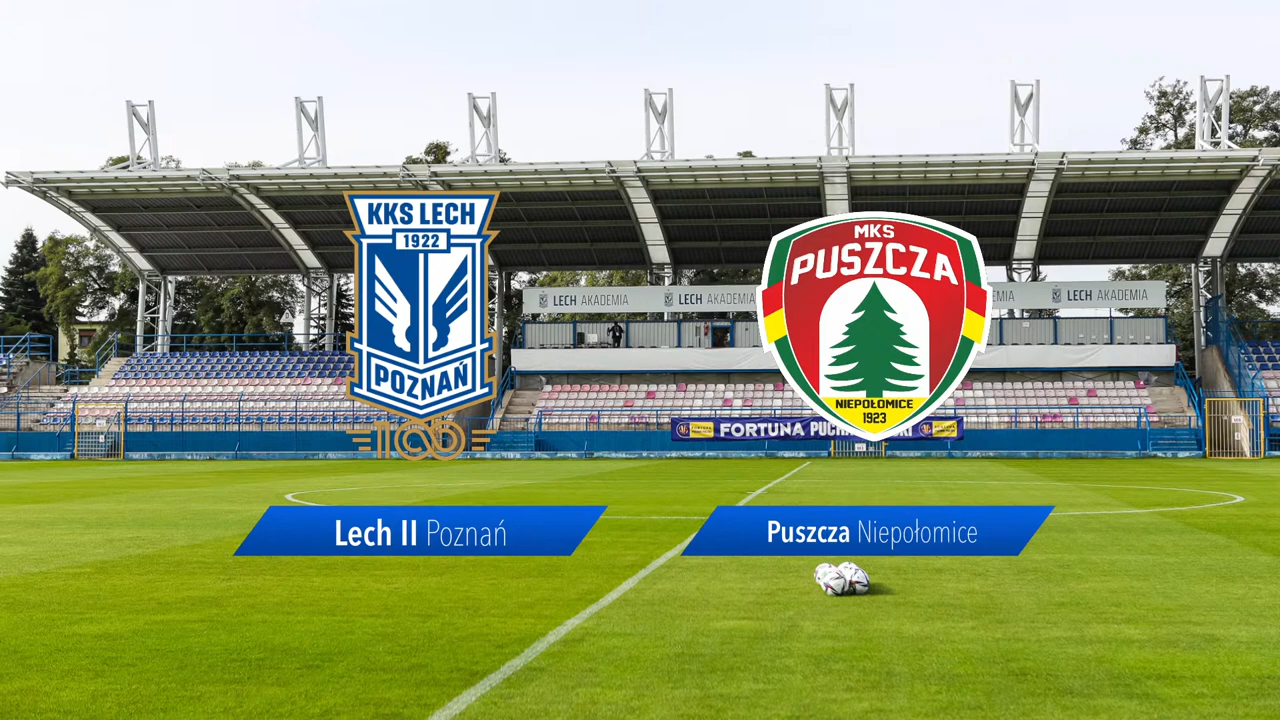 KKS LECH
1922
POZNAŃ
100
MKS
PUSZCZA
NIEPOŁOMICE
1923
LECH AKADEMIA
LECH AKADEMIA
LECH AKADEMIA
FORTUNA
Lech II Poznań
Puszcza Niepołomice